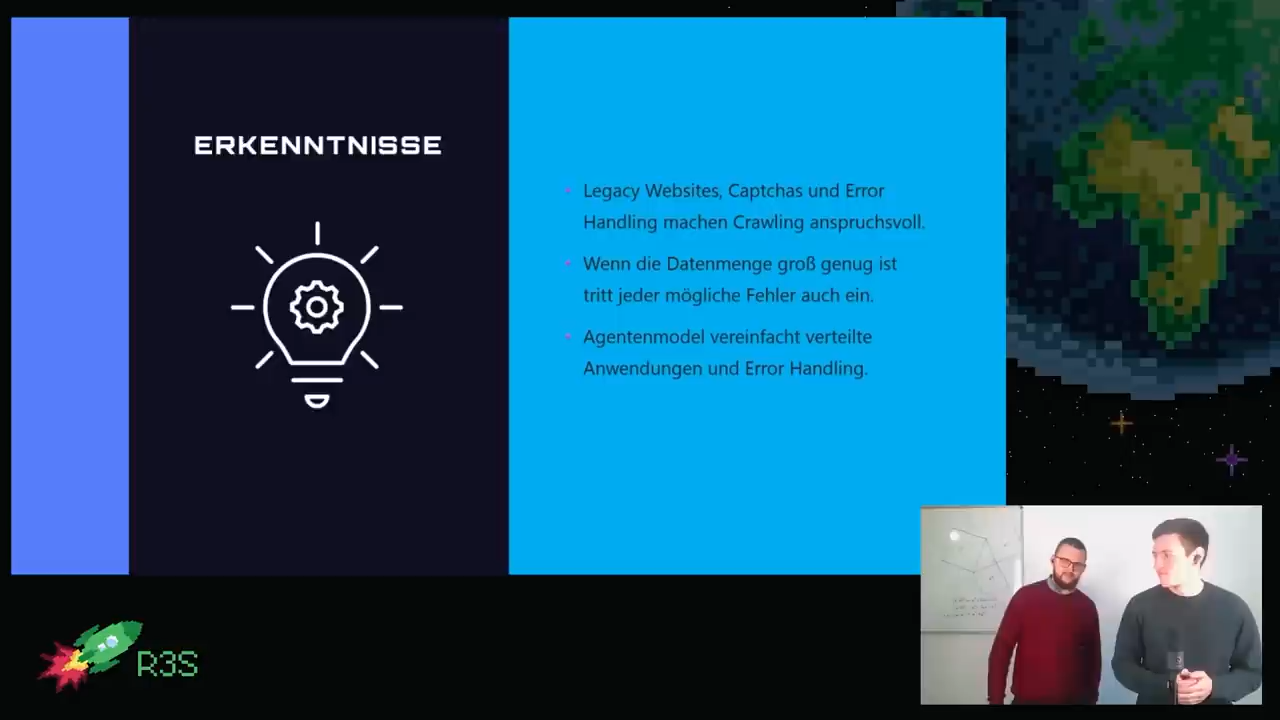 ERKENNTNISSE
• Legacy Websites, Captchas und Error
Handling machen Crawling anspruchsvoll.
• Wenn die Datenmenge groß genug ist
tritt jeder mögliche Fehler auch ein.
• Agentenmodel vereinfacht verteilte
Anwendungen und Error Handling.
R3S